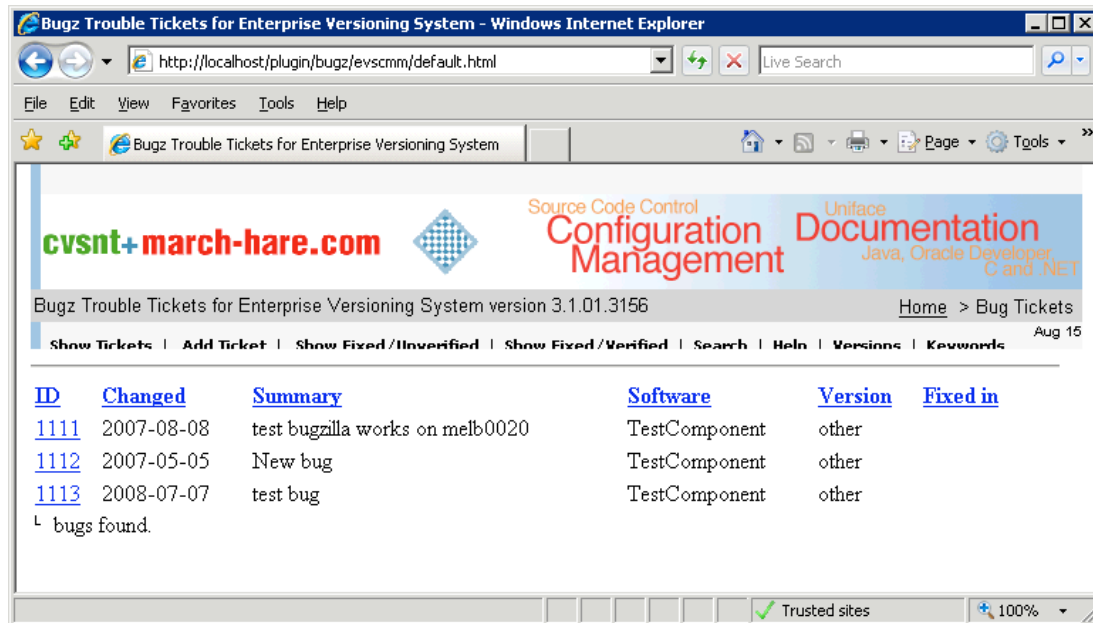 Bugz Trouble Tickets for Enterprise Versioning System - Windows Internet Explorer
http://localhost/plugin/bugz/evscmm/default.html
Live Search
File Edit View Favorites Tools Help
Bugz Trouble Tickets for Enterprise Versioning System
Page Tools »
cvsnt+march-hare.com
Source Code Control
Configuration Management
Uniface
Documentation
Java, Oracle Developer, C and .NET
Bugz Trouble Tickets for Enterprise Versioning System version 3.1.01.3156
Home > Bug Tickets
Aug 15
Show Tickets | Add Ticket | Show Fixed/Unverified | Show Fixed/Verified | Search | Help | Versions | Keywords
ID Changed Summary Software Version Fixed in
1111 2007-08-08 test bugzilla works on melb0020 TestComponent other
1112 2007-05-05 New bug TestComponent other
1113 2008-07-07 test bug TestComponent other
└ bugs found.
Trusted sites
100%